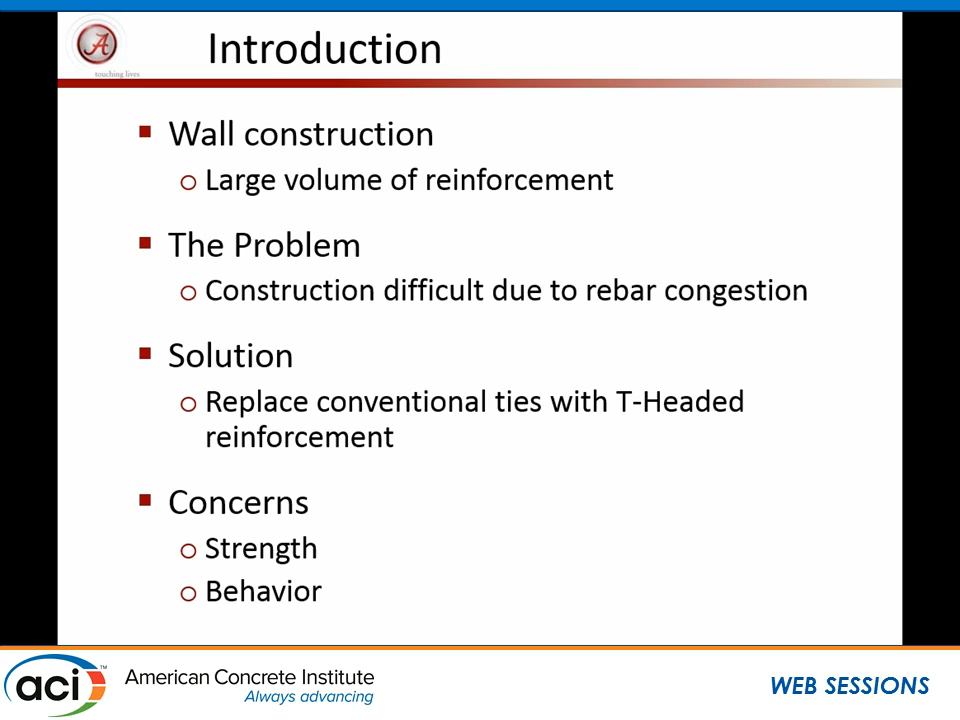 A
touching lives
Introduction
Wall construction
Large volume of reinforcement
The Problem
Construction difficult due to rebar congestion
Solution
Replace conventional ties with T-Headed
reinforcement
Concerns
Strength
Behavior
aci™
American Concrete Institute
Always advancing
WEB SESSIONS